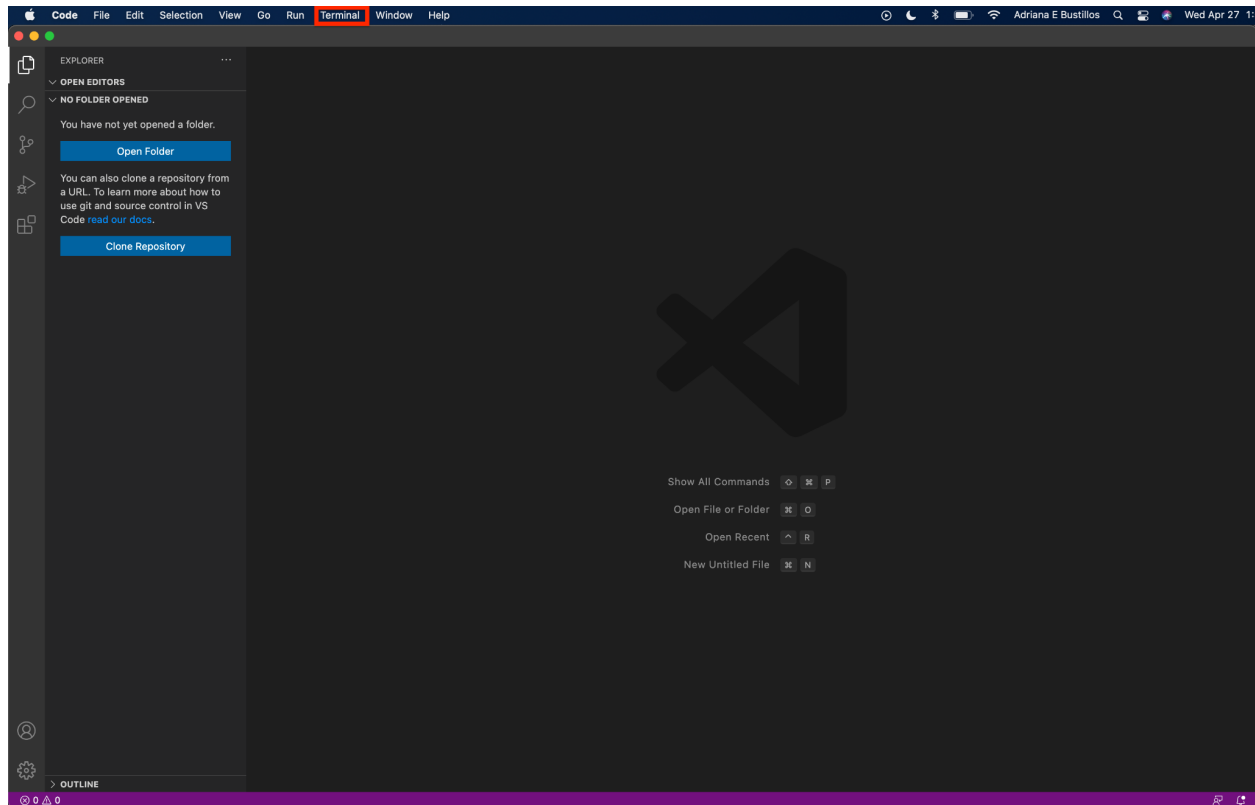 Code File Edit Selection View Go Run Terminal Window Help Adriana E Bustillos Wed Apr 27 1:
EXPLORER ...
OPEN EDITORS
NO FOLDER OPENED
You have not yet opened a folder.
Open Folder
You can also clone a repository from
a URL. To learn more about how to
use git and source control in VS
Code read our docs.
Clone Repository
Show All Commands ⇧ ⌘ P
Open File or Folder ⌘ O
Open Recent ^ R
New Untitled File ⌘ N
OUTLINE
0 0